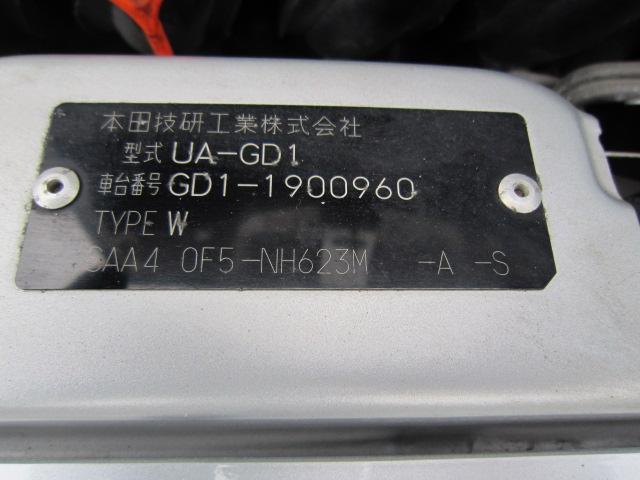 本田技研工業株式会社
型式 UA-GD1
車台番号 GD1-1900960
TYPE W
SAA4 0F5-NH623M -A -S